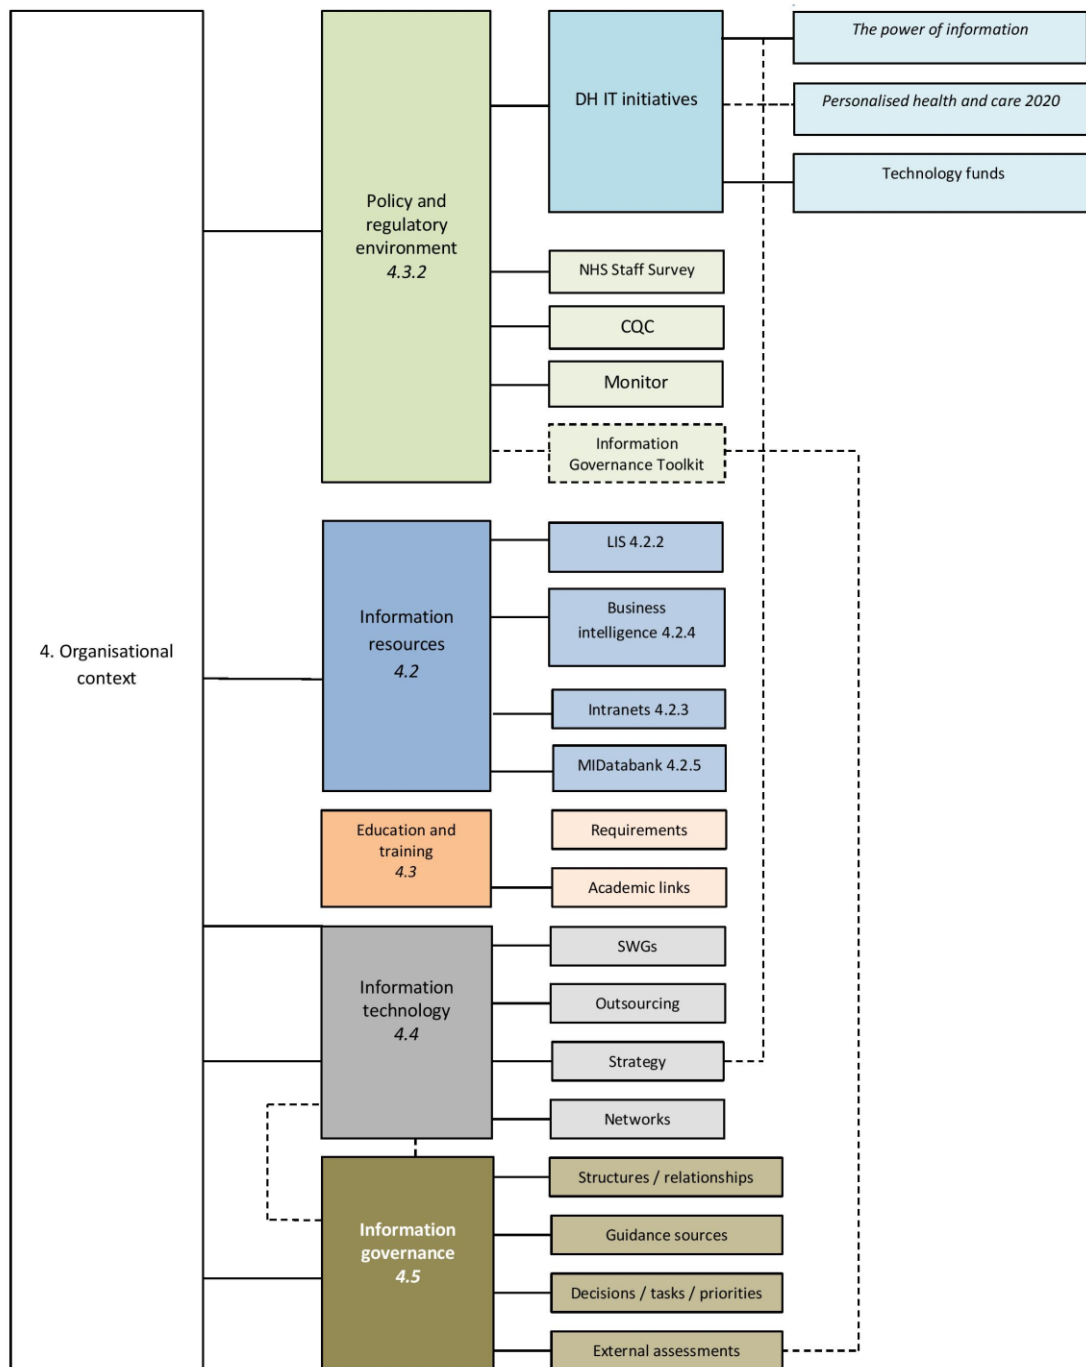 4. Organisational
context
Policy and
regulatory
environment
4.3.2
DH IT initiatives
The power of information
Personalised health and care 2020
Technology funds
NHS Staff Survey
CQC
Monitor
Information
Governance Toolkit
Information
resources
4.2
LIS 4.2.2
Business
intelligence 4.2.4
Intranets 4.2.3
MIDatabank 4.2.5
Education and
training
4.3
Requirements
Academic links
Information
technology
4.4
SWGs
Outsourcing
Strategy
Networks
Information
governance
4.5
Structures / relationships
Guidance sources
Decisions / tasks / priorities
External assessments